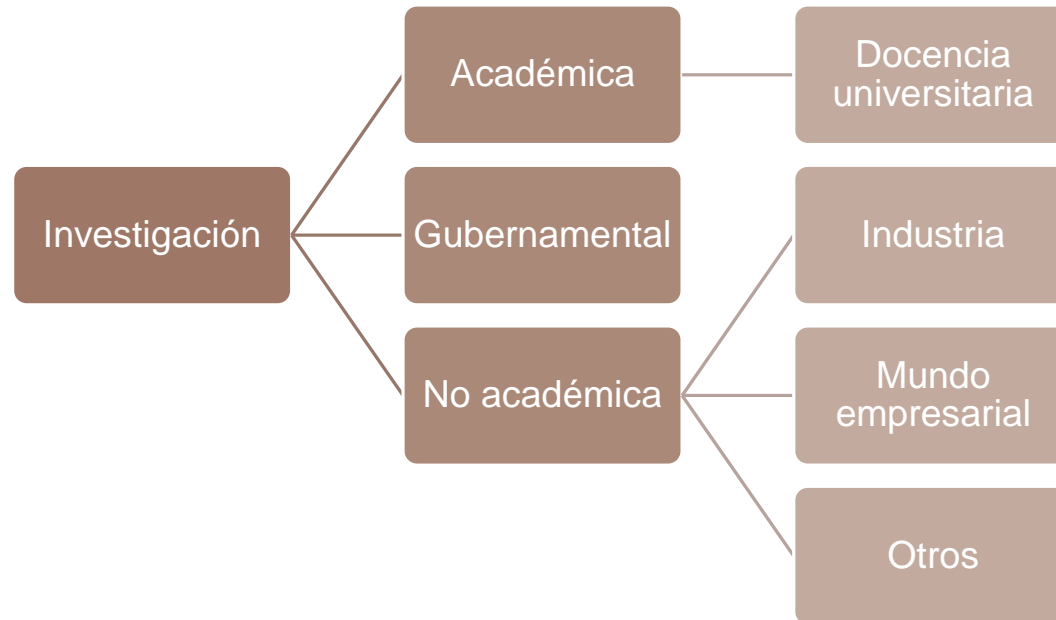 Investigación
Académica
Gubernamental
No académica
Docencia
universitaria
Industria
Mundo
empresarial
Otros